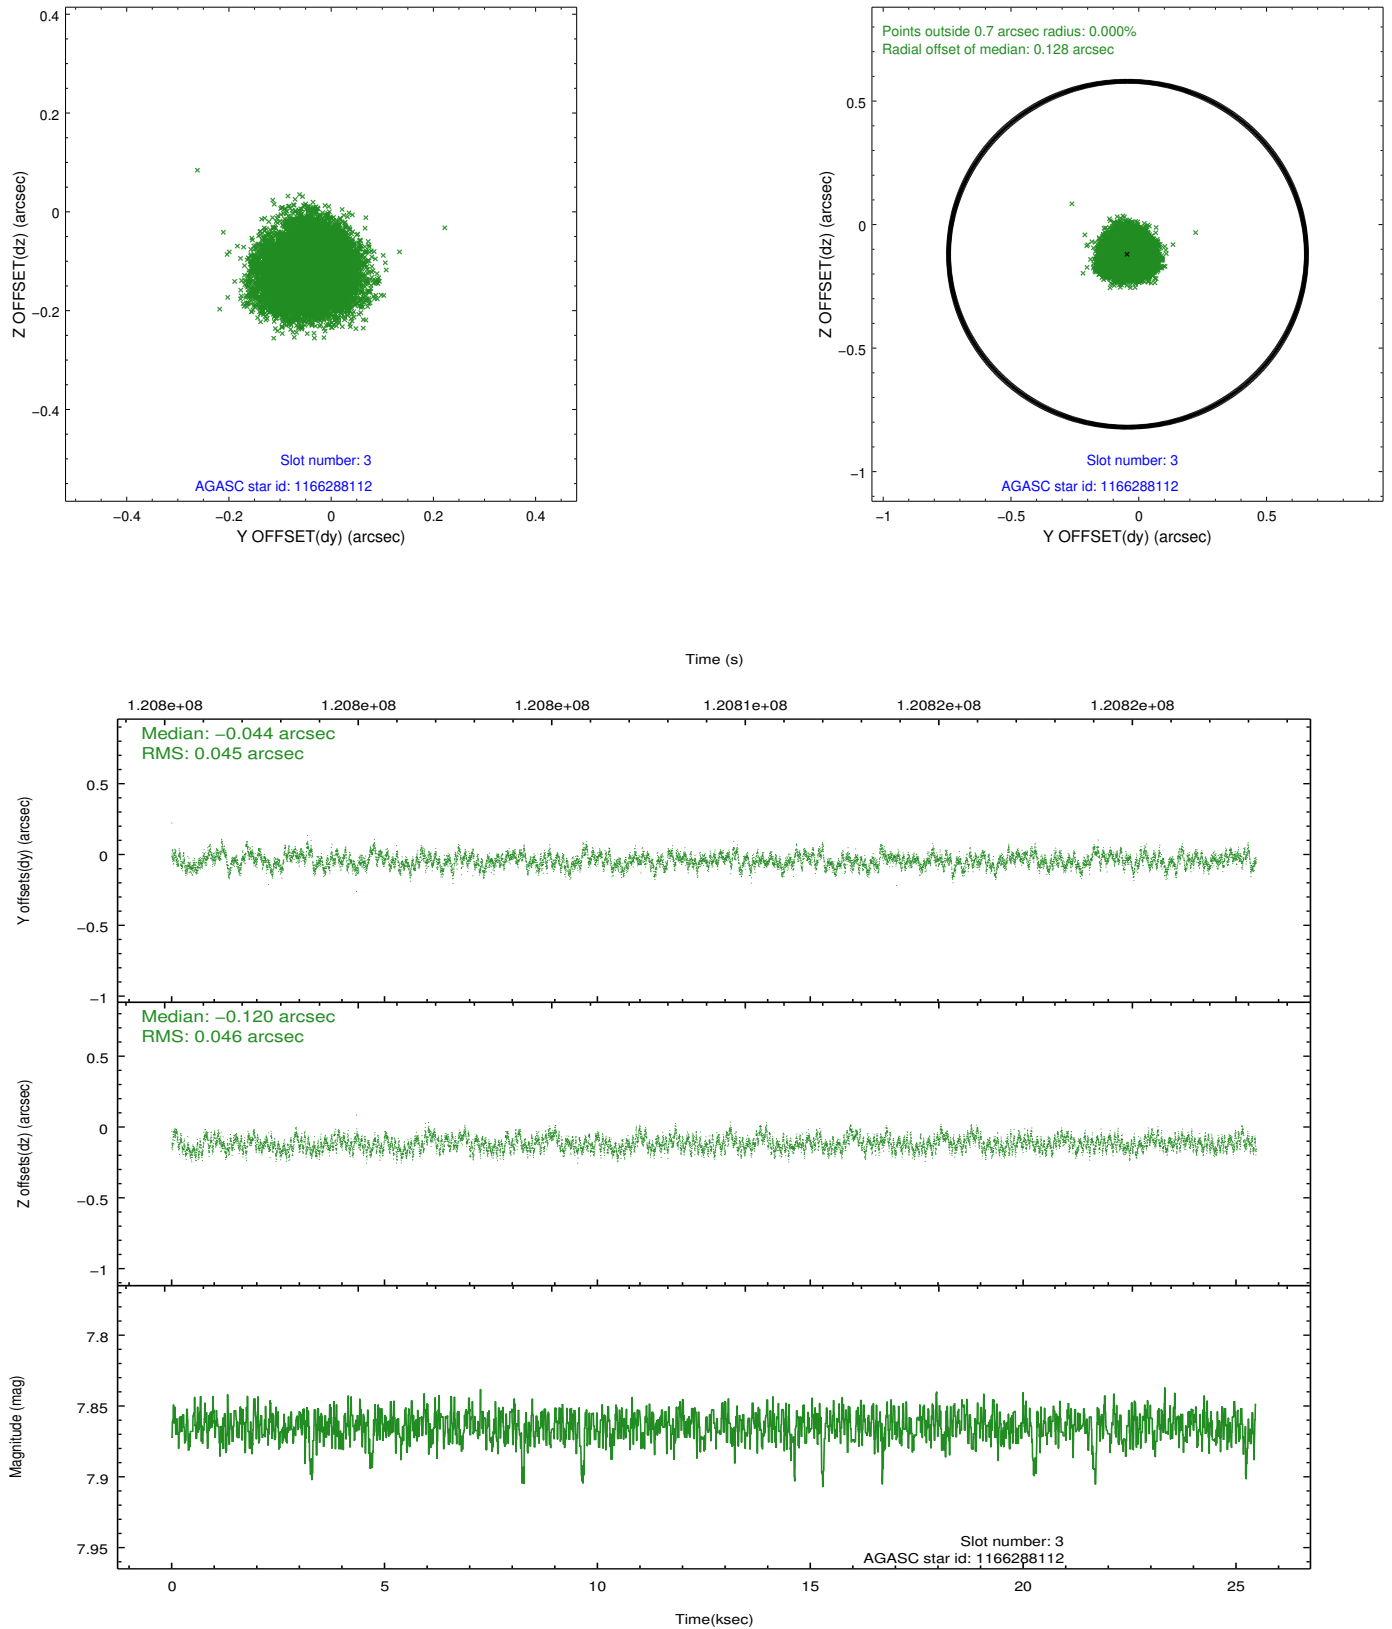 0.4
0.2
0
−0.2
−0.4
Z OFFSET(dz) (arcsec)
Slot number: 3
AGASC star id: 1166288112
−0.4 −0.2 0 0.2 0.4
Y OFFSET(dy) (arcsec)
Points outside 0.7 arcsec radius: 0.000%
Radial offset of median: 0.128 arcsec
0.5
0
−0.5
−1
Z OFFSET(dz) (arcsec)
Slot number: 3
AGASC star id: 1166288112
−1 −0.5 0 0.5
Y OFFSET(dy) (arcsec)
Time (s)
1.208e+08 1.208e+08 1.208e+08 1.2081e+08 1.2082e+08 1.2082e+08
Median: −0.044 arcsec
RMS: 0.045 arcsec
0.5
0
−0.5
−1
Y offsets(dy) (arcsec)
Median: −0.120 arcsec
RMS: 0.046 arcsec
0.5
0
−0.5
−1
Z offsets(dz) (arcsec)
7.8
7.85
7.9
7.95
Magnitude (mag)
Slot number: 3
AGASC star id: 1166288112
0 5 10 15 20 25
Time(ksec)